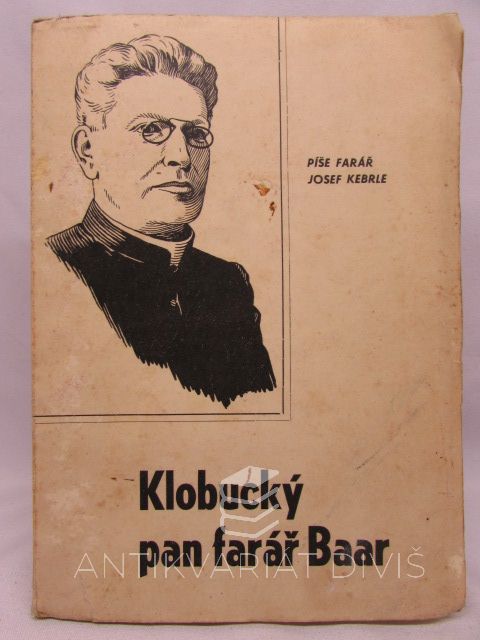 PÍŠE FARÁŘ
JOSEF KEBRLE
Klobucký
pan farář Baar
ANTIKVARIÁT DIVIŠ